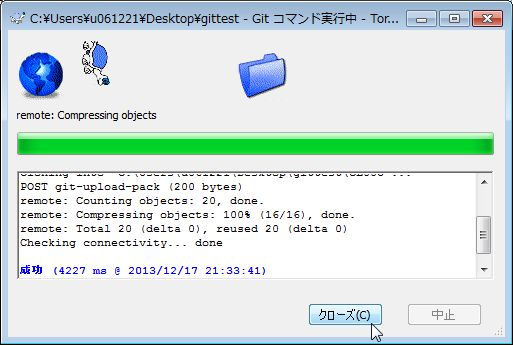 C:¥Users¥u061221¥Desktop¥gittest - Git コマンド実行中 - Tor...
remote: Compressing objects
POST git-upload-pack (200 bytes)
remote: Counting objects: 20, done.
remote: Compressing objects: 100% (16/16), done.
remote: Total 20 (delta 0), reused 20 (delta 0)
Checking connectivity... done
成功 (4227 ms @ 2013/12/17 21:33:41)
クローズ(C)
中止